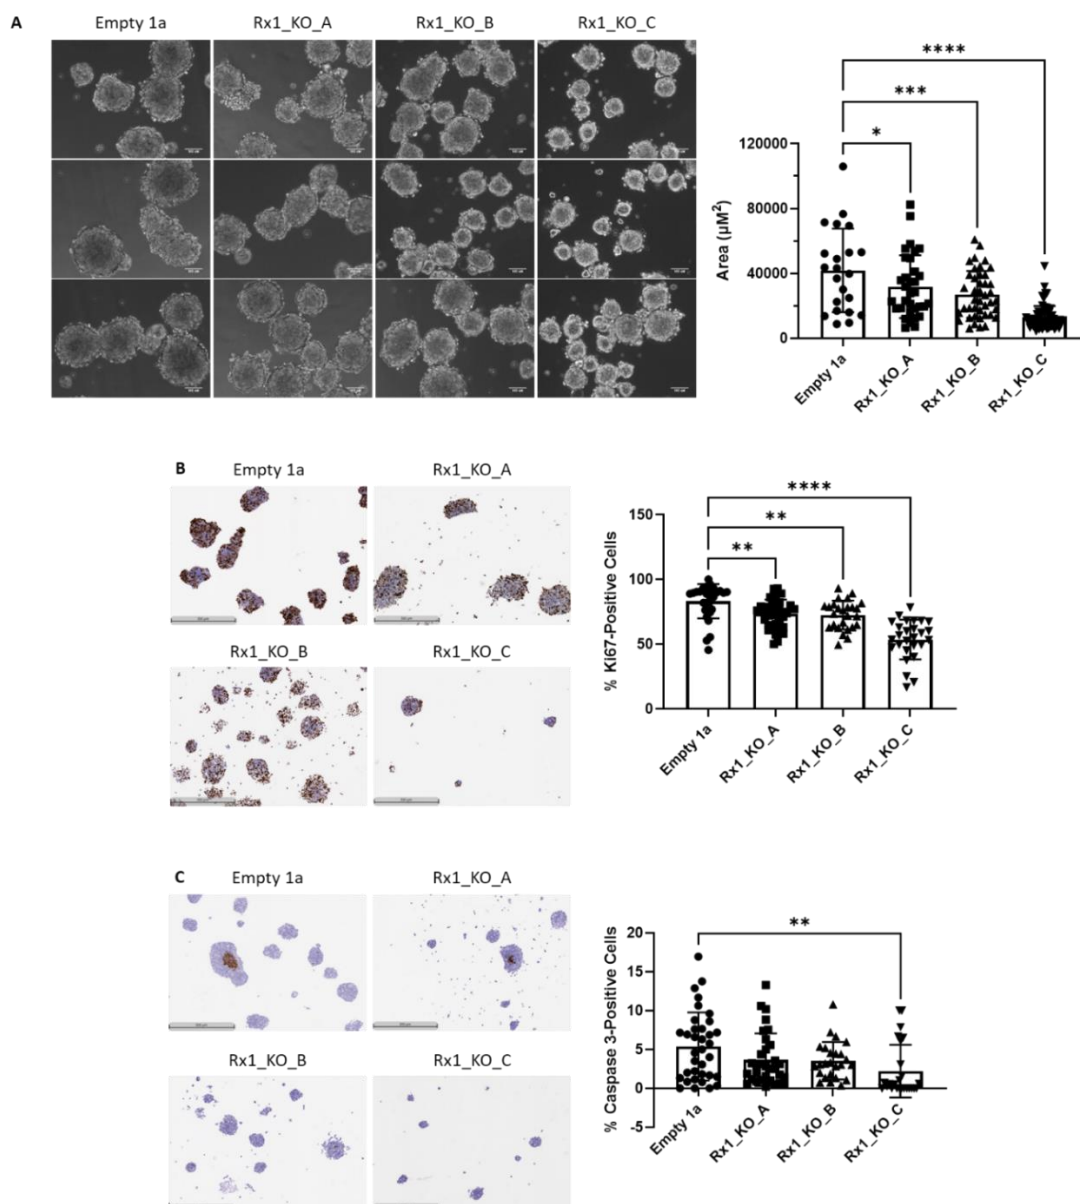 A
Empty 1a
Rx1_KO_A
Rx1_KO_B
Rx1_KO_C
****
***
*
120000
80000
40000
0
Area (µM²)
Empty 1a
Rx1_KO_A
Rx1_KO_B
Rx1_KO_C
B
Empty 1a
Rx1_KO_A
Rx1_KO_B
Rx1_KO_C
****
**
**
150
100
50
0
% Ki67-Positive Cells
Empty 1a
Rx1_KO_A
Rx1_KO_B
Rx1_KO_C
C
Empty 1a
Rx1_KO_A
Rx1_KO_B
Rx1_KO_C
**
20
15
10
5
0
-5
% Caspase 3-Positive Cells
Empty 1a
Rx1_KO_A
Rx1_KO_B
Rx1_KO_C